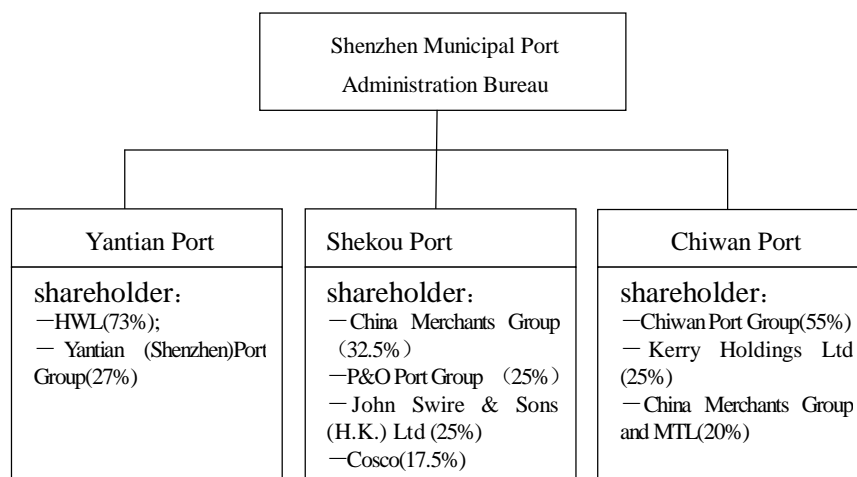 Shenzhen Municipal Port
Administration Bureau
Yantian Port
shareholder：
－HWL(73%);
－ Yantian (Shenzhen)Port
Group(27%)
Shekou Port
shareholder：
－ China Merchants Group
（32.5%）
－P&O Port Group （25%）
－ John Swire & Sons
(H.K.) Ltd (25%)
－Cosco(17.5%)
Chiwan Port
shareholder：
－Chiwan Port Group(55%)
－ Kerry Holdings Ltd
(25%)
－China Merchants Group
and MTL(20%)